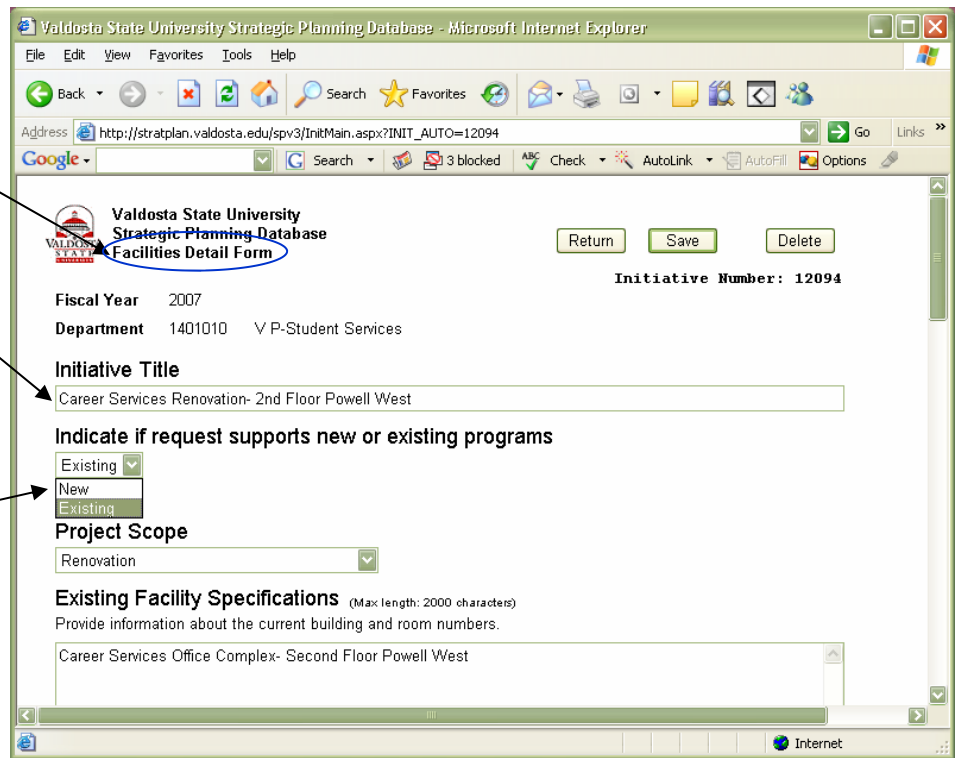 Valdosta State University Strategic Planning Database - Microsoft Internet Explorer
File Edit View Favorites Tools Help
Back Search Favorites
Address http://stratplan.valdosta.edu/spv3/InitMain.aspx?INIT_AUTO=12094 Go Links »
Google G Search 3 blocked ABC Check AutoLink AutoFill Options
Valdosta State University
Strategic Planning Database
Facilities Detail Form
VALDOSTA
STATE
UNIVERSITY
Return Save Delete
Initiative Number: 12094
Fiscal Year 2007
Department 1401010 V P-Student Services
Initiative Title
Career Services Renovation- 2nd Floor Powell West
Indicate if request supports new or existing programs
Existing
New
Existing
Project Scope
Renovation
Existing Facility Specifications (Max length: 2000 characters)
Provide information about the current building and room numbers.
Career Services Office Complex- Second Floor Powell West
Internet